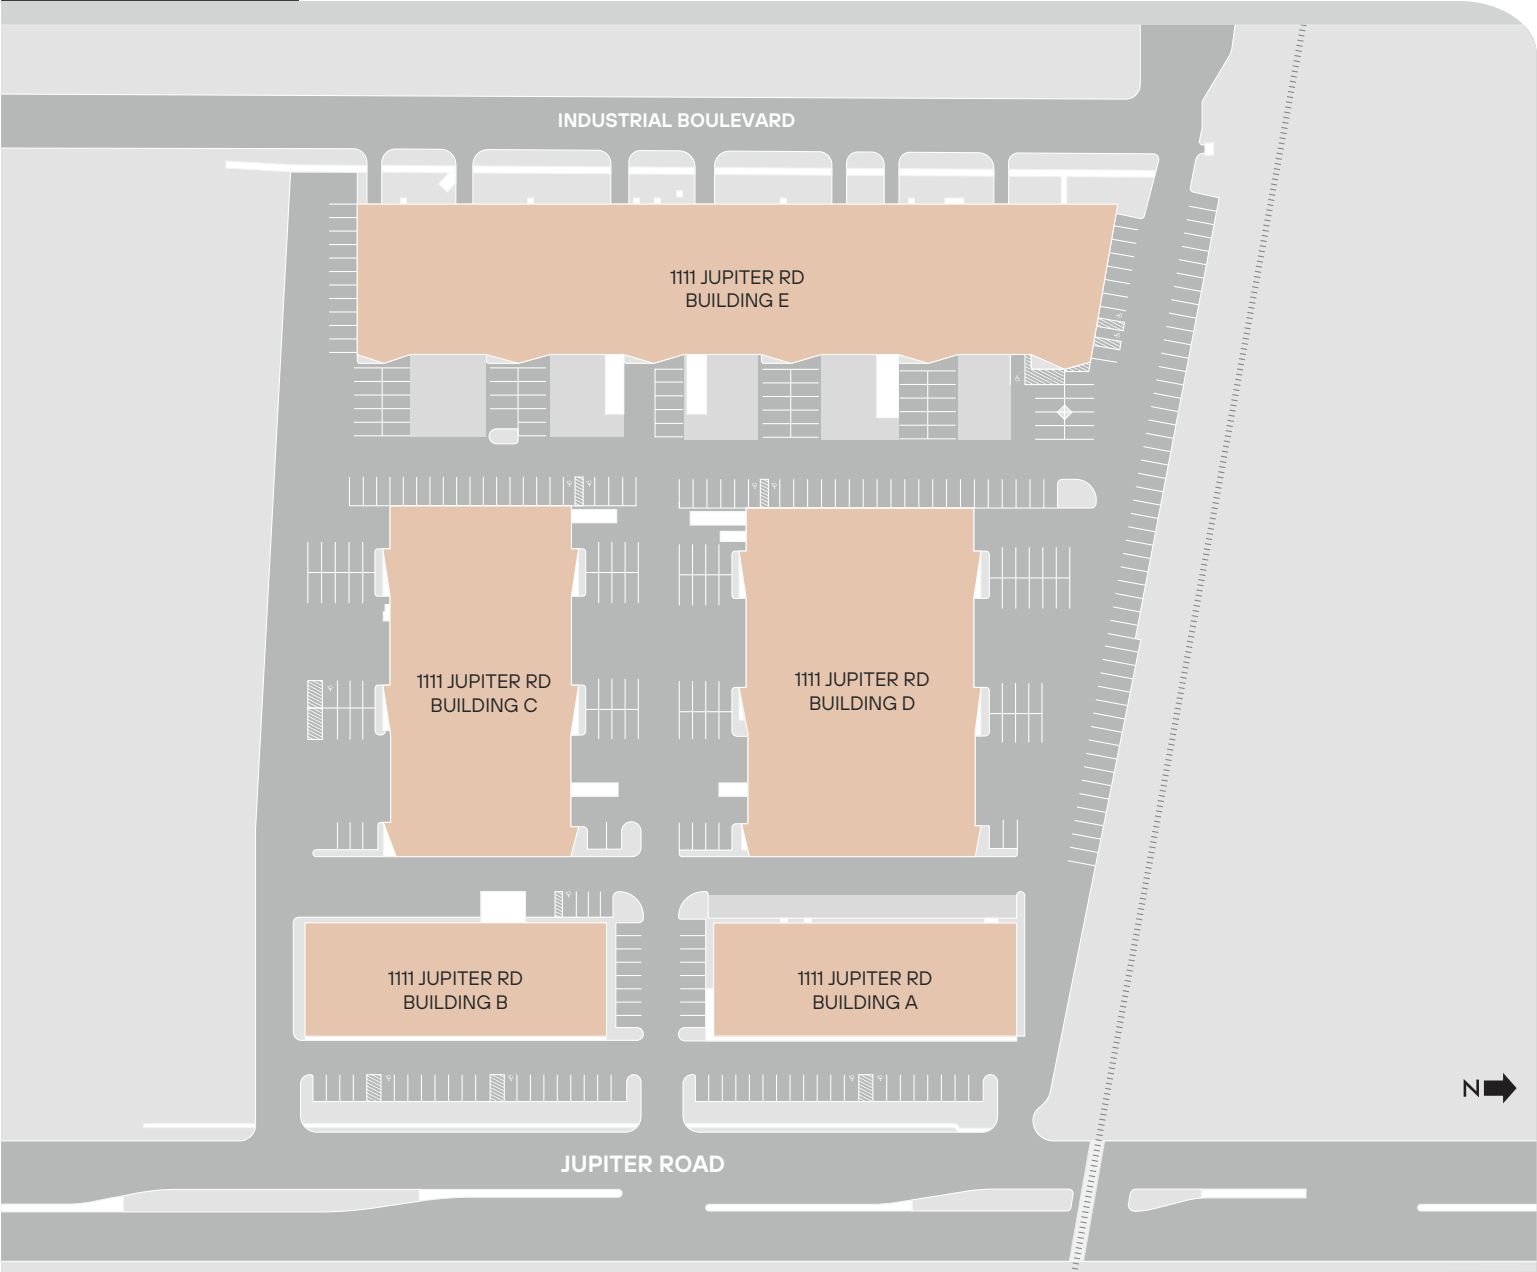 INDUSTRIAL BOULEVARD
1111 JUPITER RD
BUILDING E
1111 JUPITER RD
BUILDING C
1111 JUPITER RD
BUILDING D
1111 JUPITER RD
BUILDING B
1111 JUPITER RD
BUILDING A
N
JUPITER ROAD